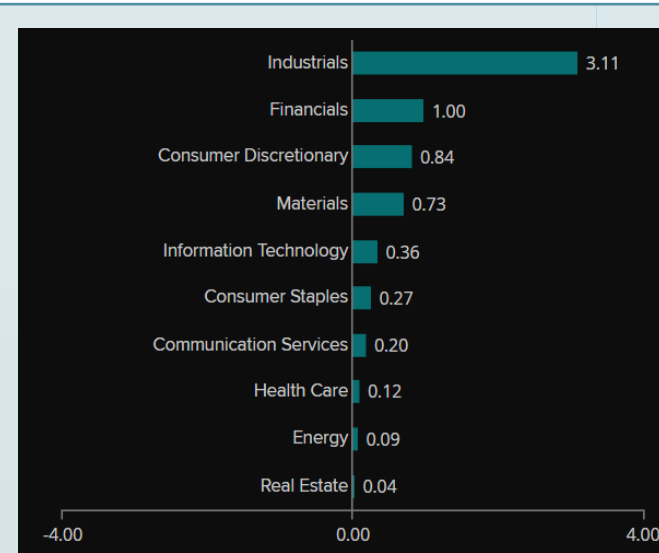 Industrials 3.11
Financials 1.00
Consumer Discretionary 0.84
Materials 0.73
Information Technology 0.36
Consumer Staples 0.27
Communication Services 0.20
Health Care 0.12
Energy 0.09
Real Estate 0.04
-4.00 0.00 4.00